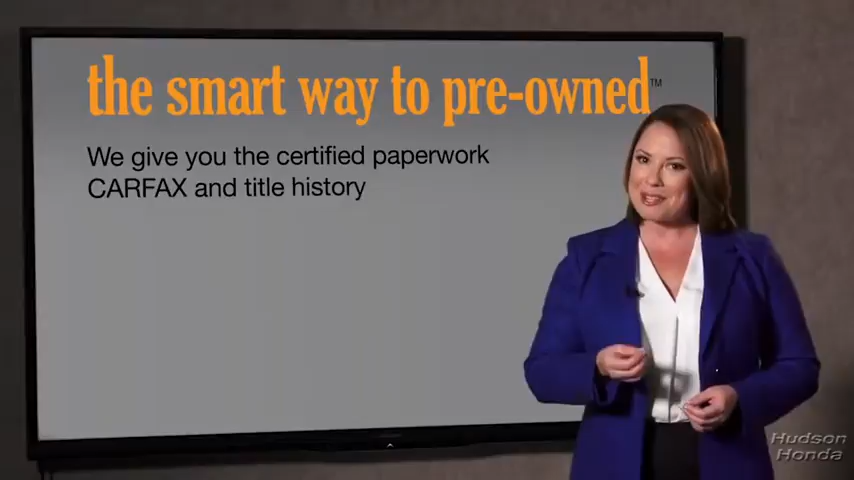 the smart way to pre-owned™
We give you the certified paperwork
CARFAX and title history
Hudson
Honda